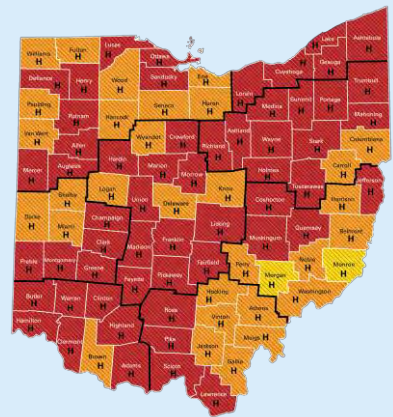 Williams
H
Fulton
H
Lucas
H
Ottawa
H
Lake
H
Ashtabula
H
Geauga
H
Cuyahoga
H
Defiance
H
Henry
H
Wood
H
Sandusky
H
Erie
H
Lorain
H
Trumbull
H
Paulding
H
Putnam
H
Hancock
H
Seneca
H
Huron
H
Medina
H
Summit
H
Portage
H
Mahoning
H
Van Wert
H
Allen
H
Wyandot
H
Crawford
H
Richland
H
Ashland
H
Wayne
H
Stark
H
Columbiana
H
Mercer
H
Auglaize
H
Hardin
H
Marion
H
Morrow
H
Holmes
H
Tuscarawas
H
Carroll
H
Jefferson
H
Shelby
H
Logan
H
Union
H
Delaware
H
Knox
H
Coshocton
H
Harrison
H
Darke
H
Miami
H
Champaign
H
Clark
H
Madison
H
Franklin
H
Licking
H
Muskingum
H
Guernsey
H
Belmont
H
Preble
H
Montgomery
H
Greene
H
Fayette
H
Pickaway
H
Fairfield
H
Perry
H
Morgan
H
Noble
H
Monroe
H
Butler
H
Warren
H
Clinton
H
Ross
H
Hocking
H
Athens
H
Washington
H
Hamilton
H
Clermont
H
Highland
H
Pike
H
Vinton
H
Meigs
H
Brown
H
Adams
H
Scioto
H
Jackson
H
Gallia
H
Lawrence
H